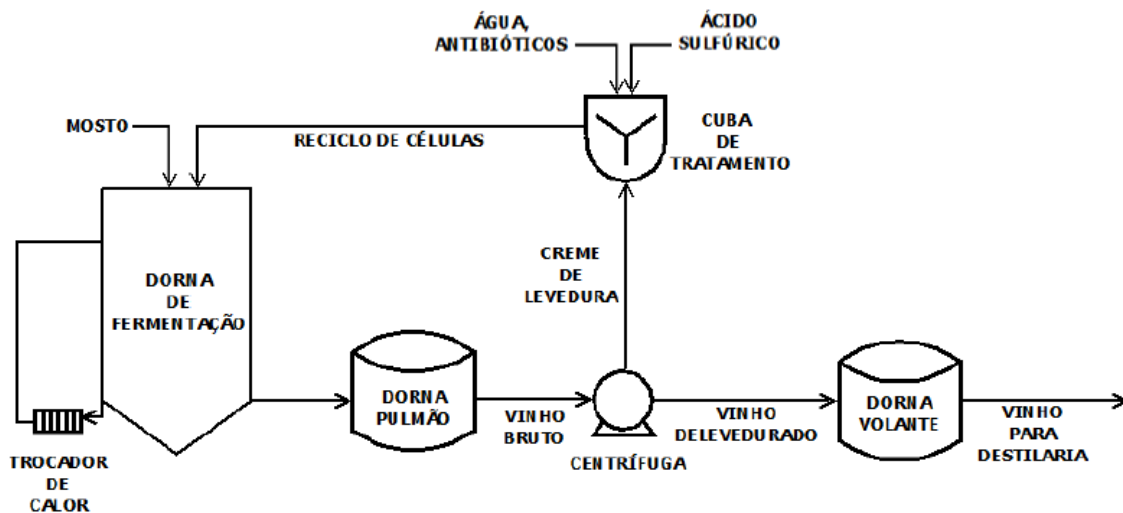 ÁGUA,
ANTIBIÓTICOS
ÁCIDO
SULFÚRICO
MOSTO
RECICLO DE CÉLULAS
CUBA
DE
TRATAMENTO
CREME
DE
LEVEDURA
DORNA
DE
FERMENTAÇÃO
DORNA
PULMÃO
VINHO
BRUTO
CENTRÍFUGA
VINHO
DELEVEDURADO
DORNA
VOLANTE
VINHO
PARA
DESTILARIA
TROCADOR
DE
CALOR